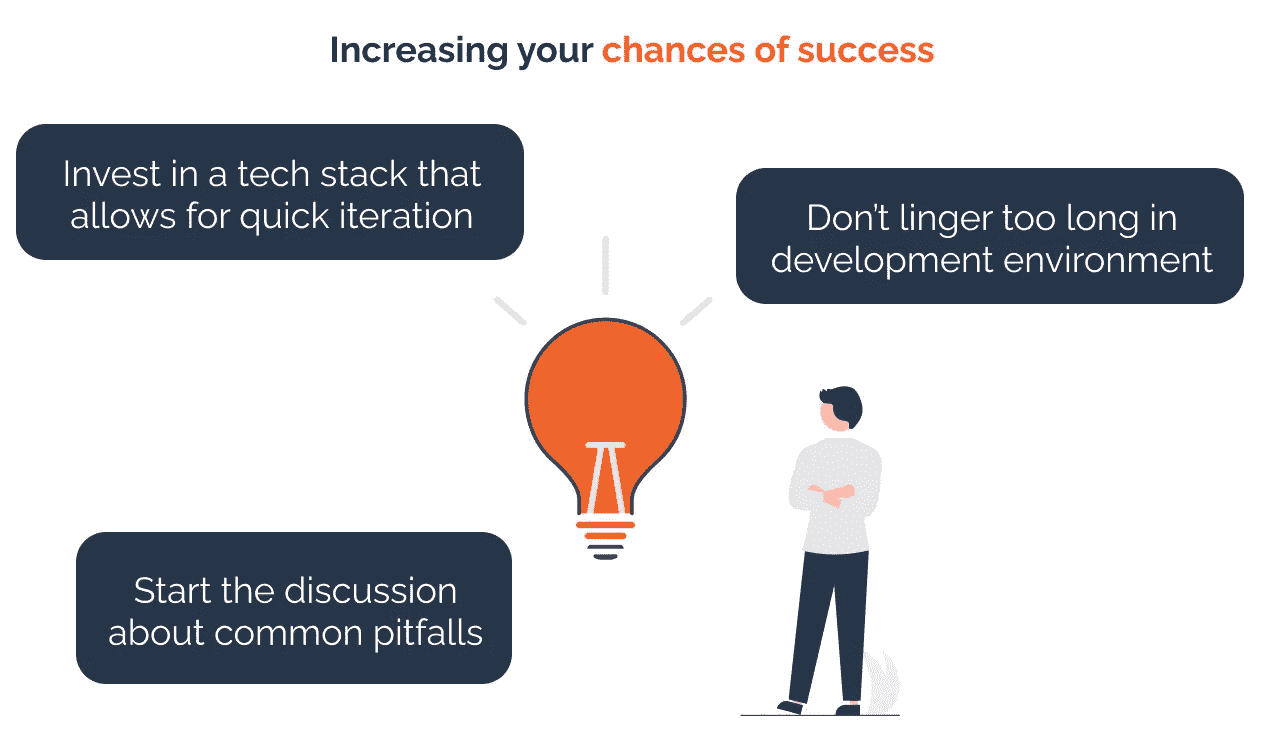 Increasing your chances of success
Invest in a tech stack that
allows for quick iteration
Don’t linger too long in
development environment
Start the discussion
about common pitfalls